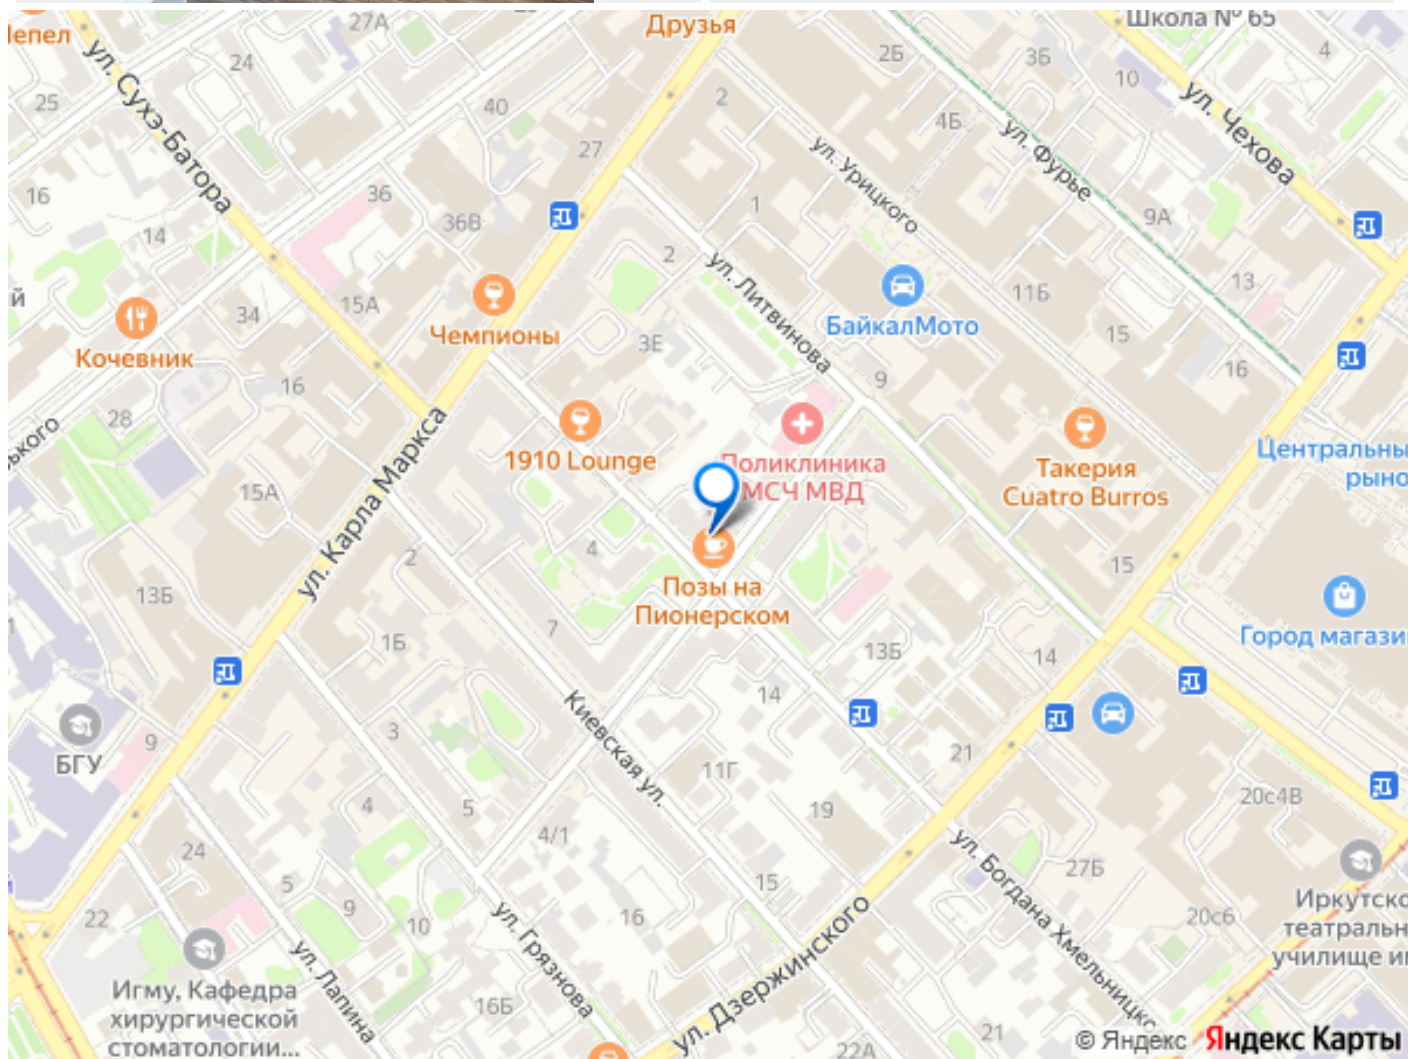 27А
Друзья
Школа № 65
24
2Б
3Б
4
10
ул. Чехова
25
40
2
4Б
ул. Фурье
ул. Сухэ-Батора
27
ул. Урицкого
16
36
36В
1
9А
14
2
ул. Литвинова
13
11Б
34
15А
Чемпионы
3Е
БайкалМото
15
Кочевник
16
16
9
28
1910 Lounge
Поликлиника
МСЧ МВД
Такерия
Cuatro Burros
Центральны
рыно
15А
ул. Карла Маркса
2
4
15
13Б
Позы на
Пионерском
7
1Б
13Б
14
Город магази
14
Киевская ул.
БГУ
9
3
11Г
21
4
5
4/1
19
20с4В
24
ул. Богдана Хмельницко
27Б
5
9
15
Иркутско
театральн
училище и
22
10
ул. Грязнова
16
20с6
ул. Лапина
ул. Дзержинского
Игму, Кафедра
хирургической
стоматологии...
16Б
22А
21
© Яндекс Яндекс Карты